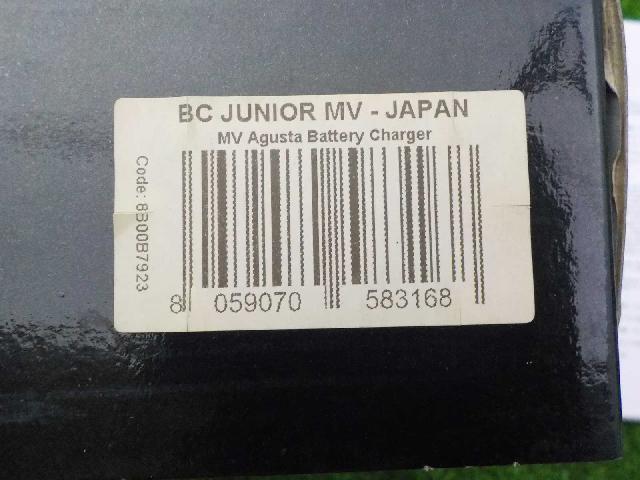 BC JUNIOR MV - JAPAN
MV Agusta Battery Charger
Code: 8B00B7923
8 059070 583168